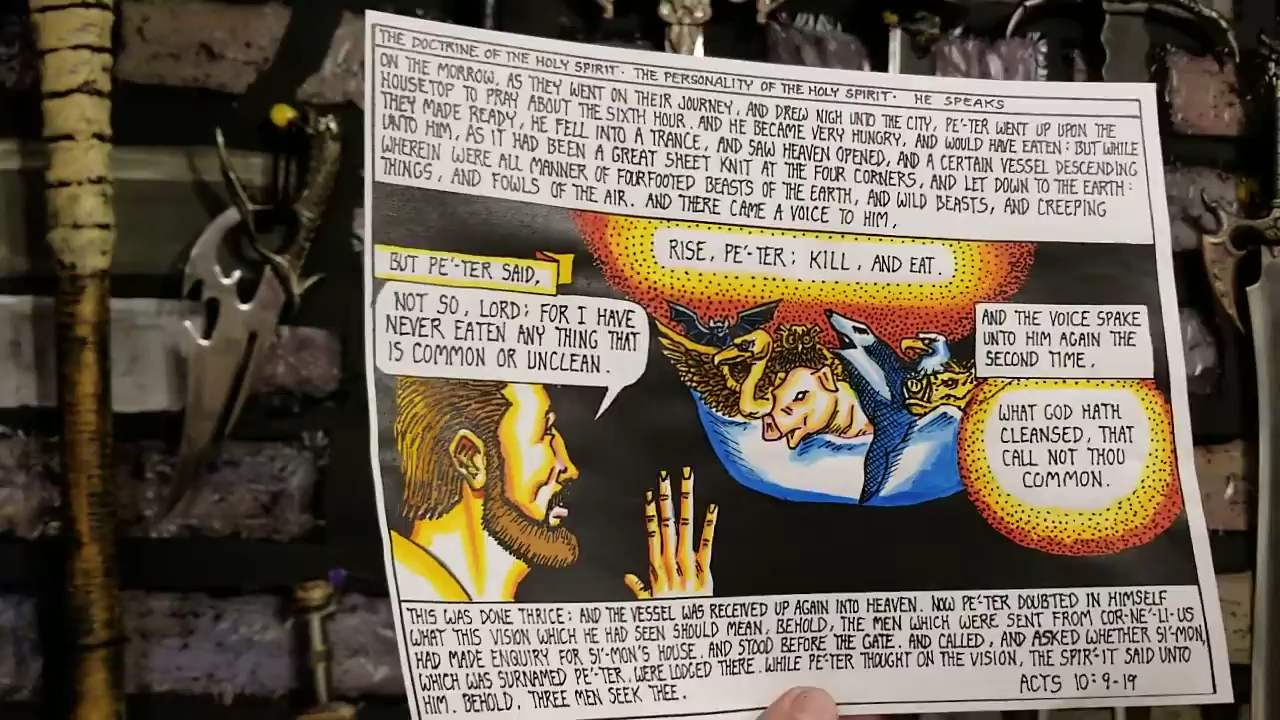 THE DOCTRINE OF THE HOLY SPIRIT. THE PERSONALITY OF THE HOLY SPIRIT. HE SPEAKS
ON THE MORROW, AS THEY WENT ON THEIR JOURNEY, AND DREW NIGH UNTO THE CITY, PE'-TER WENT UP UPON THE
HOUSETOP TO PRAY ABOUT THE SIXTH HOUR. AND HE BECAME VERY HUNGRY, AND WOULD HAVE EATEN: BUT WHILE
THEY MADE READY, HE FELL INTO A TRANCE, AND SAW HEAVEN OPENED, AND A CERTAIN VESSEL DESCENDING
UNTO HIM, AS IT HAD BEEN A GREAT SHEET KNIT AT THE FOUR CORNERS, AND LET DOWN TO THE EARTH:
WHEREIN WERE ALL MANNER OF FOURFOOTED BEASTS OF THE EARTH, AND WILD BEASTS, AND CREEPING
THINGS, AND FOWLS OF THE AIR. AND THERE CAME A VOICE TO HIM,
RISE, PE'-TER; KILL, AND EAT.
BUT PE'-TER SAID,
NOT SO, LORD; FOR I HAVE
NEVER EATEN ANY THING THAT
IS COMMON OR UNCLEAN.
AND THE VOICE SPAKE
UNTO HIM AGAIN THE
SECOND TIME,
WHAT GOD HATH
CLEANSED, THAT
CALL NOT THOU
COMMON.
THIS WAS DONE THRICE: AND THE VESSEL WAS RECEIVED UP AGAIN INTO HEAVEN. NOW PE'-TER DOUBTED IN HIMSELF
WHAT THIS VISION WHICH HE HAD SEEN SHOULD MEAN, BEHOLD, THE MEN WHICH WERE SENT FROM COR-NE'-LI-US
HAD MADE ENQUIRY FOR SI'-MON'S HOUSE. AND STOOD BEFORE THE GATE. AND CALLED, AND ASKED WHETHER SI'-MON,
WHICH WAS SURNAMED PE'-TER, WERE LODGED THERE. WHILE PE'-TER THOUGHT ON THE VISION, THE SPIR'-IT SAID UNTO
HIM. BEHOLD, THREE MEN SEEK THEE.
ACTS 10:9-19